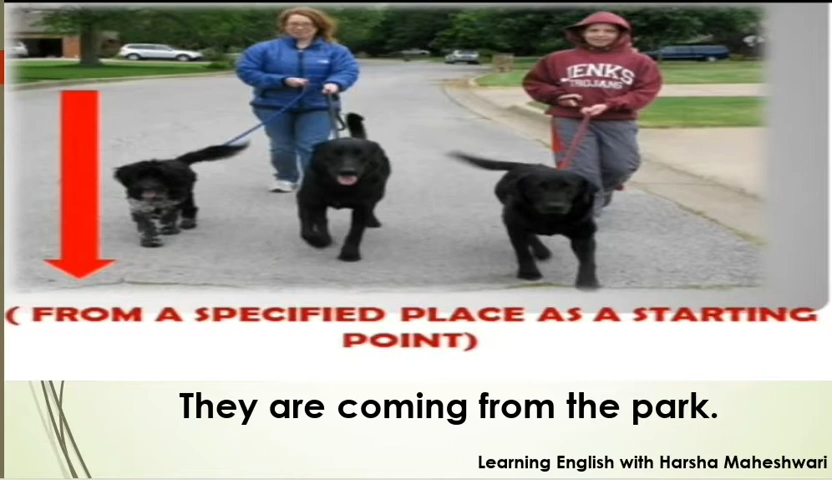 JENKS
TROJANS
( FROM A SPECIFIED PLACE AS A STARTING
POINT)
They are coming from the park.
Learning English with Harsha Maheshwari